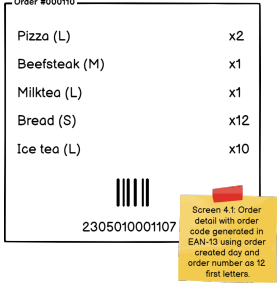 Order #000110
Pizza (L) x2
Beefsteak (M) x1
Milktea (L) x1
Bread (S) x12
Ice tea (L) x10
2305010001107
Screen 4.1: Order
detail with order
code generated in
EAN-13 using order
created day and
order number as 12
first letters.